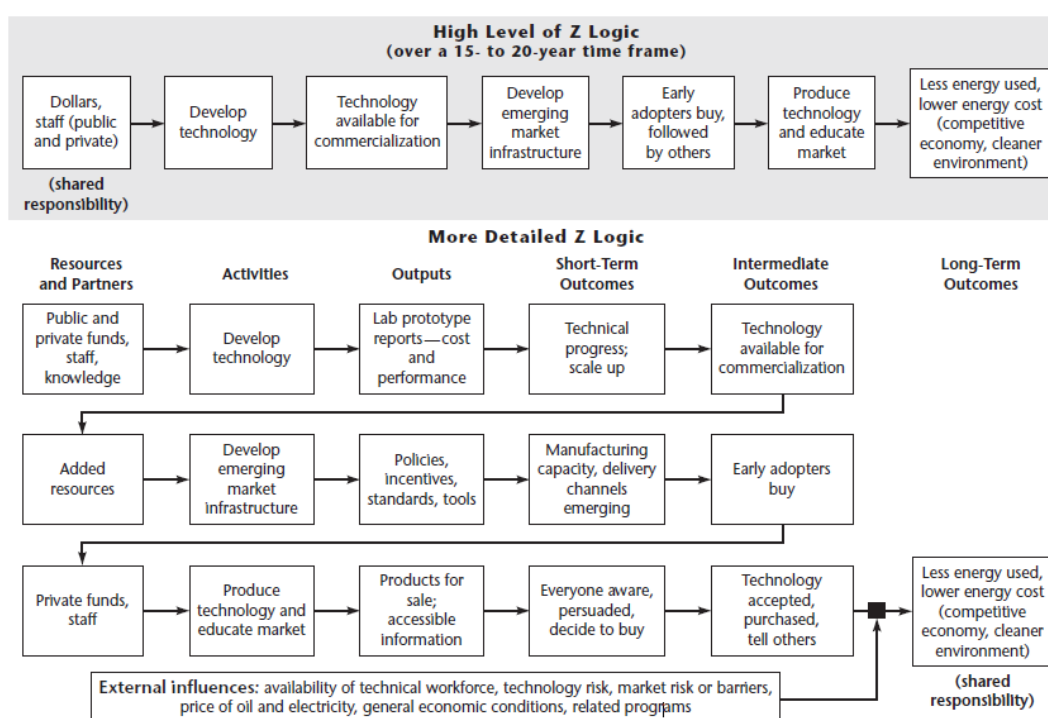 High Level of Z Logic
(over a 15- to 20-year time frame)
Dollars,
staff (public
and private)
(shared
responsibility)
Develop
technology
Technology
available for
commercialization
Develop
emerging
market
infrastructure
Early
adopters buy,
followed
by others
Produce
technology
and educate
market
Less energy used,
lower energy cost
(competitive
economy, cleaner
environment)
More Detailed Z Logic
Resources
and Partners
Activities
Outputs
Short-Term
Outcomes
Intermediate
Outcomes
Long-Term
Outcomes
Public and
private funds,
staff,
knowledge
Develop
technology
Lab prototype
reports—cost
and
performance
Technical
progress;
scale up
Technology
available for
commercialization
Added
resources
Develop
emerging
market
infrastructure
Policies,
incentives,
standards, tools
Manufacturing
capacity, delivery
channels
emerging
Early adopters
buy
Private funds,
staff
Produce
technology and
educate market
Products for
sale;
accessible
information
Everyone aware,
persuaded,
decide to buy
Technology
accepted,
purchased,
tell others
Less energy used,
lower energy cost
(competitive
economy, cleaner
environment)
(shared
responsibility)
External influences: availability of technical workforce, technology risk, market risk or barriers,
price of oil and electricity, general economic conditions, related programs